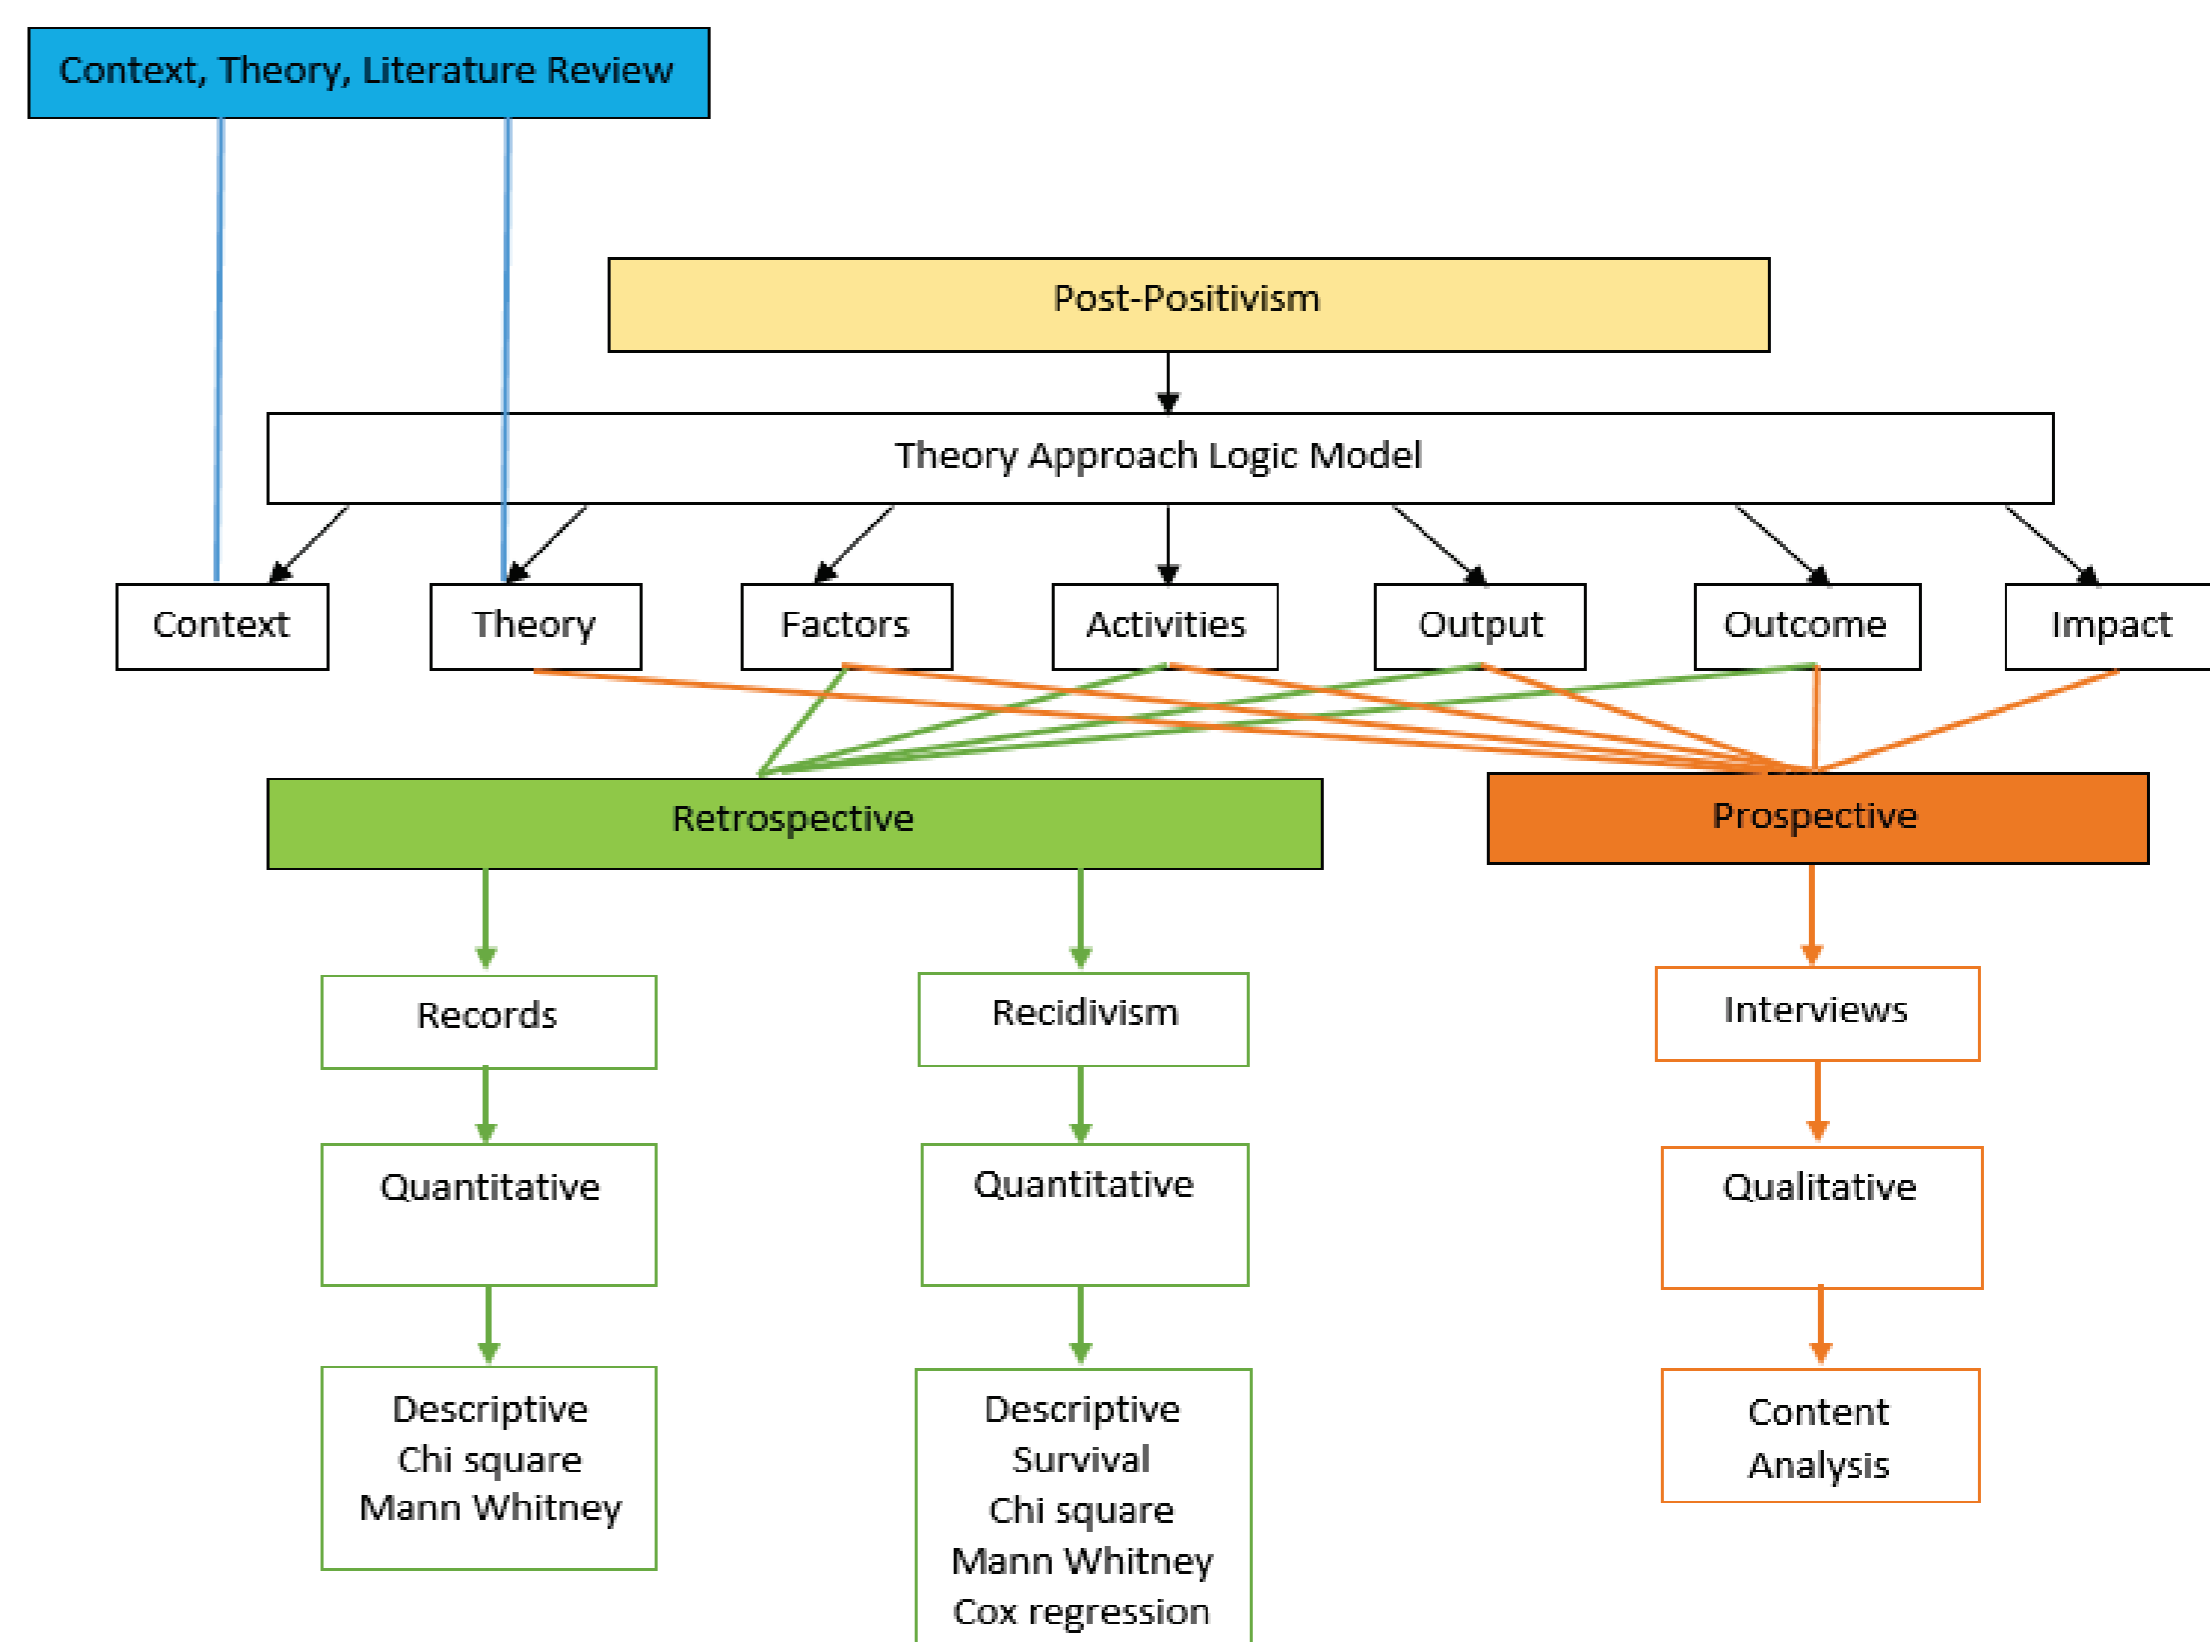 Context, Theory, Literature Review
Post-Positivism
Theory Approach Logic Model
Context
Theory
Factors
Activities
Output
Outcome
Impact
Retrospective
Prospective
Records
Recidivism
Interviews
Quantitative
Quantitative
Qualitative
Descriptive
Chi square
Mann Whitney
Descriptive
Survival
Chi square
Mann Whitney
Cox regression
Content
Analysis